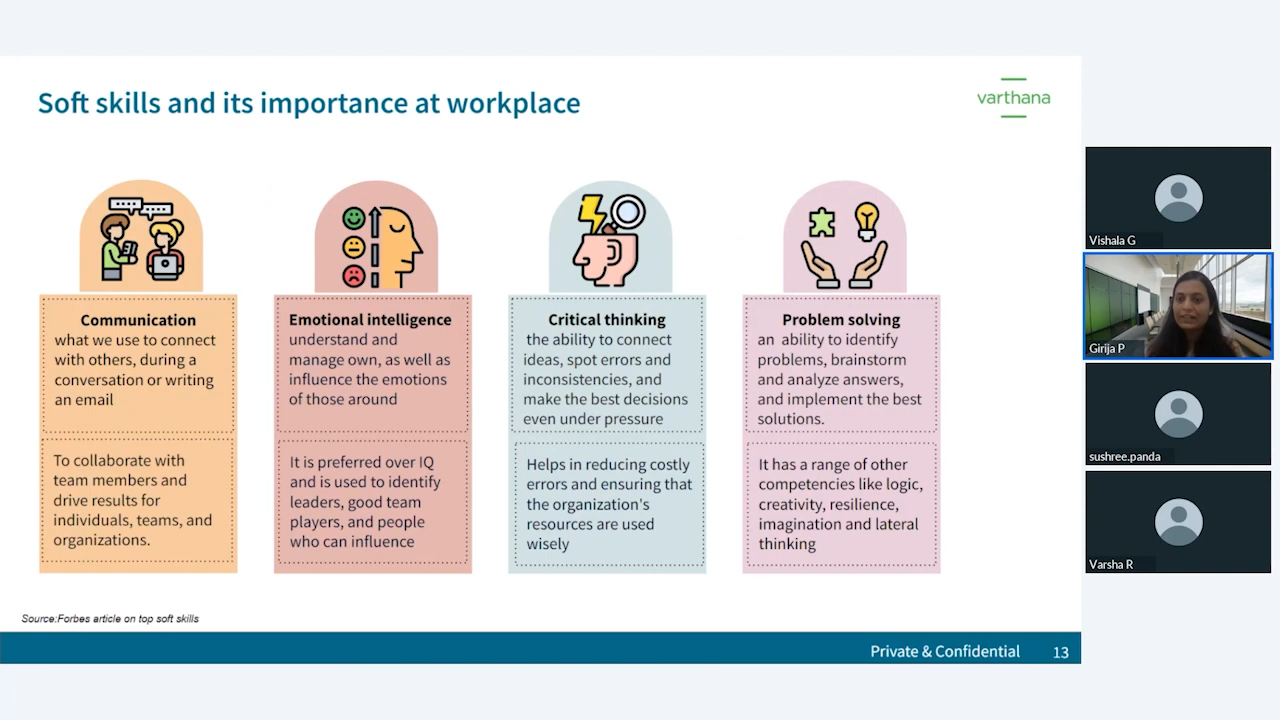 Soft skills and its importance at workplace
varthana
Communication
what we use to connect
with others, during a
conversation or writing
an email
To collaborate with
team members and
drive results for
individuals, teams, and
organizations.
Emotional intelligence
understand and
manage own, as well as
influence the emotions
of those around
It is preferred over IQ
and is used to identify
leaders, good team
players, and people
who can influence
Critical thinking
the ability to connect
ideas, spot errors and
inconsistencies, and
make the best decisions
even under pressure
Helps in reducing costly
errors and ensuring that
the organization's
resources are used
wisely
Problem solving
an ability to identify
problems, brainstorm
and analyze answers,
and implement the best
solutions.
It has a range of other
competencies like logic,
creativity, resilience,
imagination and lateral
thinking
Source:Forbes article on top soft skills
Private & Confidential
13
Vishala G
Girija P
sushree.panda
Varsha R